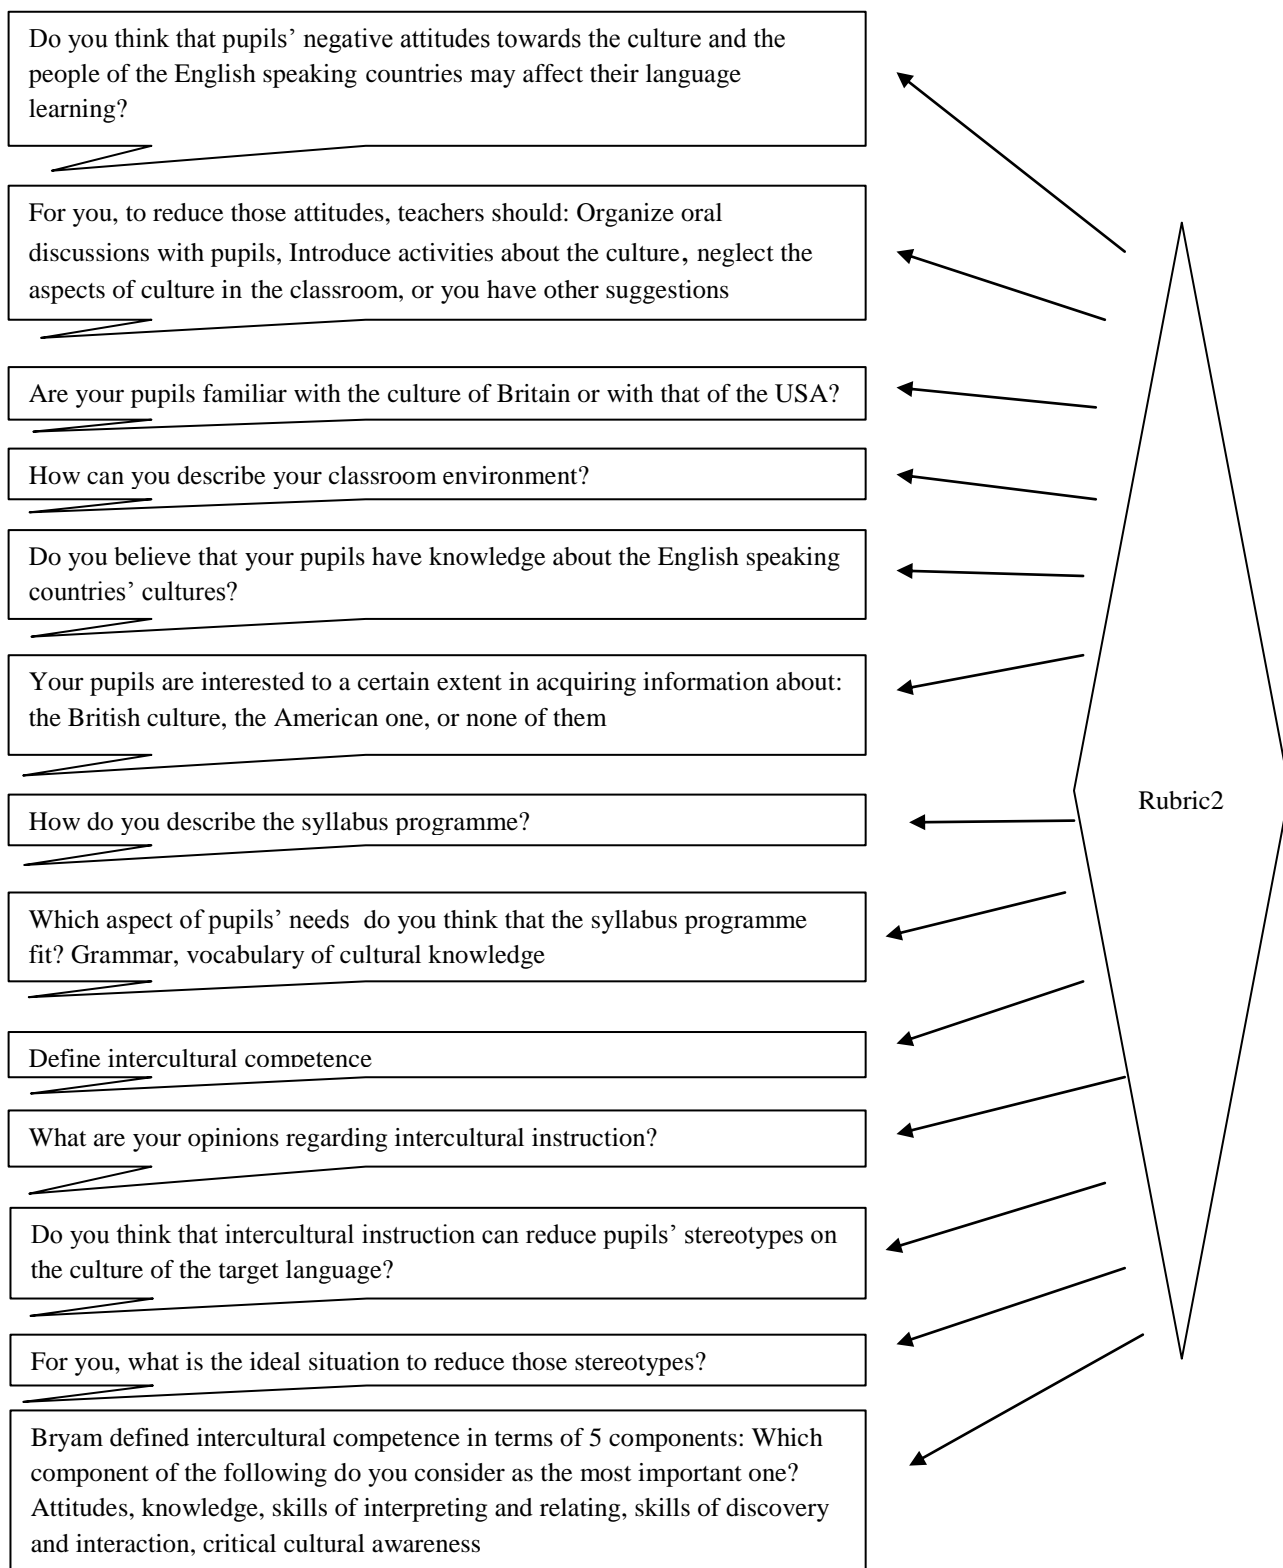 Do you think that pupils’ negative attitudes towards the culture and the
people of the English speaking countries may affect their language
learning?
For you, to reduce those attitudes, teachers should: Organize oral
discussions with pupils, Introduce activities about the culture, neglect the
aspects of culture in the classroom, or you have other suggestions
Are your pupils familiar with the culture of Britain or with that of the USA?
How can you describe your classroom environment?
Do you believe that your pupils have knowledge about the English speaking
countries’ cultures?
Your pupils are interested to a certain extent in acquiring information about:
the British culture, the American one, or none of them
How do you describe the syllabus programme?
Which aspect of pupils’ needs do you think that the syllabus programme
fit? Grammar, vocabulary of cultural knowledge
Define intercultural competence
What are your opinions regarding intercultural instruction?
Do you think that intercultural instruction can reduce pupils’ stereotypes on
the culture of the target language?
For you, what is the ideal situation to reduce those stereotypes?
Bryam defined intercultural competence in terms of 5 components: Which
component of the following do you consider as the most important one?
Attitudes, knowledge, skills of interpreting and relating, skills of discovery
and interaction, critical cultural awareness
Rubric2